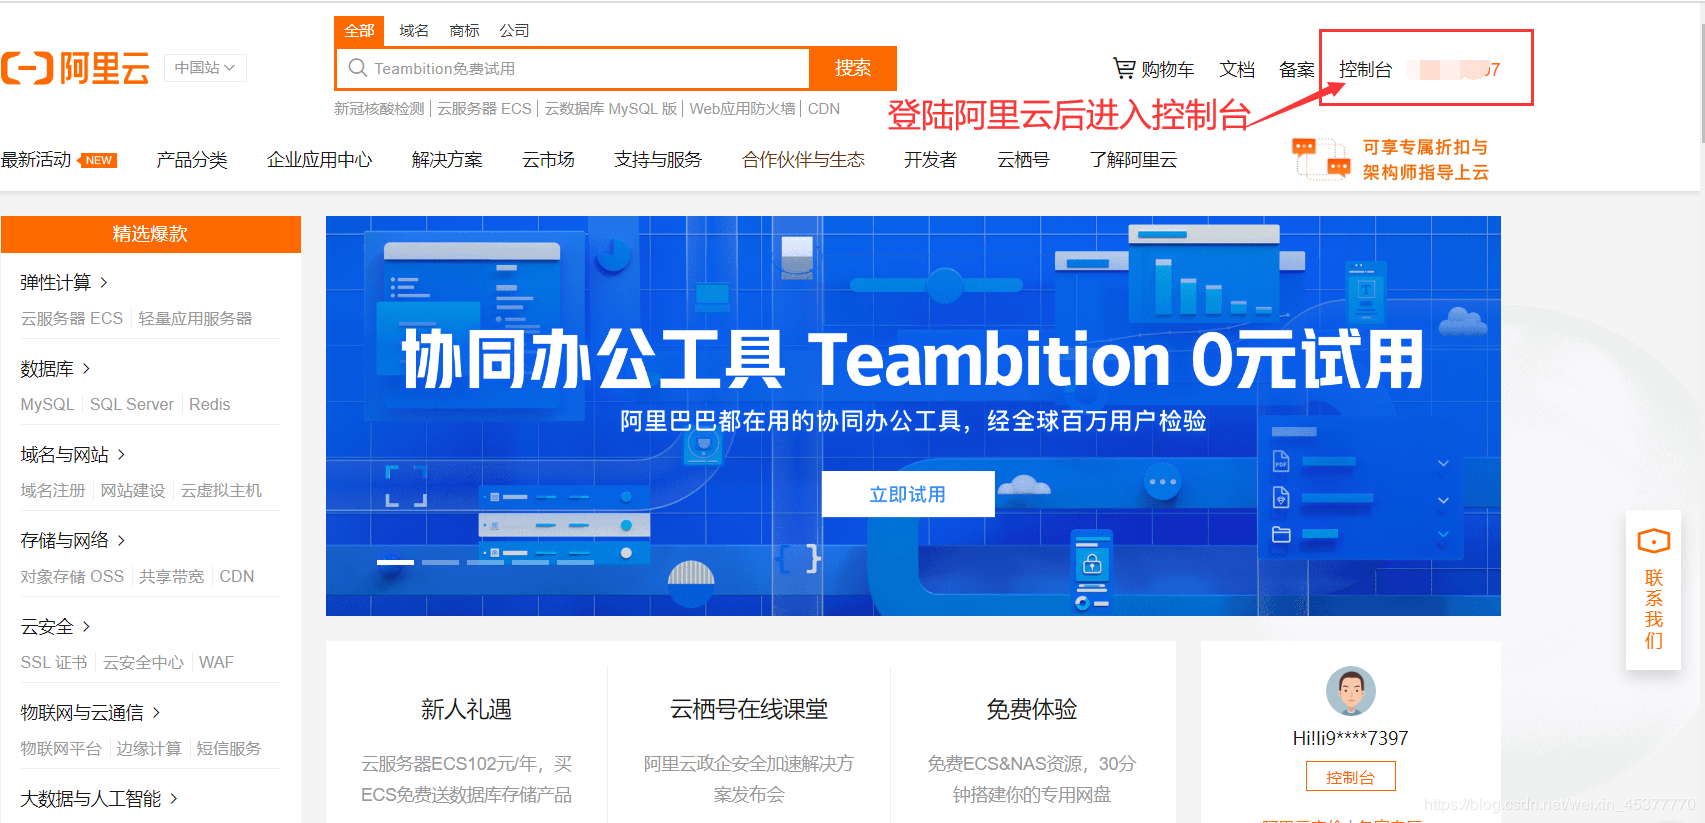 全部 域名 商标 公司
阿里云 中国站
Teambition免费试用 搜索
购物车 文档 备案 控制台 7
新冠核酸检测 云服务器 ECS 云数据库 MySQL 版 Web应用防火墙 CDN
登陆阿里云后进入控制台
最新活动 NEW 产品分类 企业应用中心 解决方案 云市场 支持与服务 合作伙伴与生态 开发者 云栖号 了解阿里云
可享专属折扣与
架构师指导上云
精选爆款
弹性计算
云服务器 ECS 轻量应用服务器
数据库
MySQL SQL Server Redis
域名与网站
域名注册 网站建设 云虚拟主机
存储与网络
对象存储 OSS 共享带宽 CDN
云安全
SSL 证书 云安全中心 WAF
物联网与云通信
物联网平台 边缘计算 短信服务
大数据与人工智能
协同办公工具 Teambition 0元试用
阿里巴巴都在用的协同办公工具，经全球百万用户检验
立即试用
T
PDF
联系我们
新人礼遇
云服务器ECS102元/年，买
ECS免费送数据库存储产品
云栖号在线课堂
阿里云政企安全加速解决方
案发布会
免费体验
免费ECS&NAS资源，30分
钟搭建你的专用网盘
Hi!li9****7397
控制台
https://blog.csdn.net/weixin_45377770